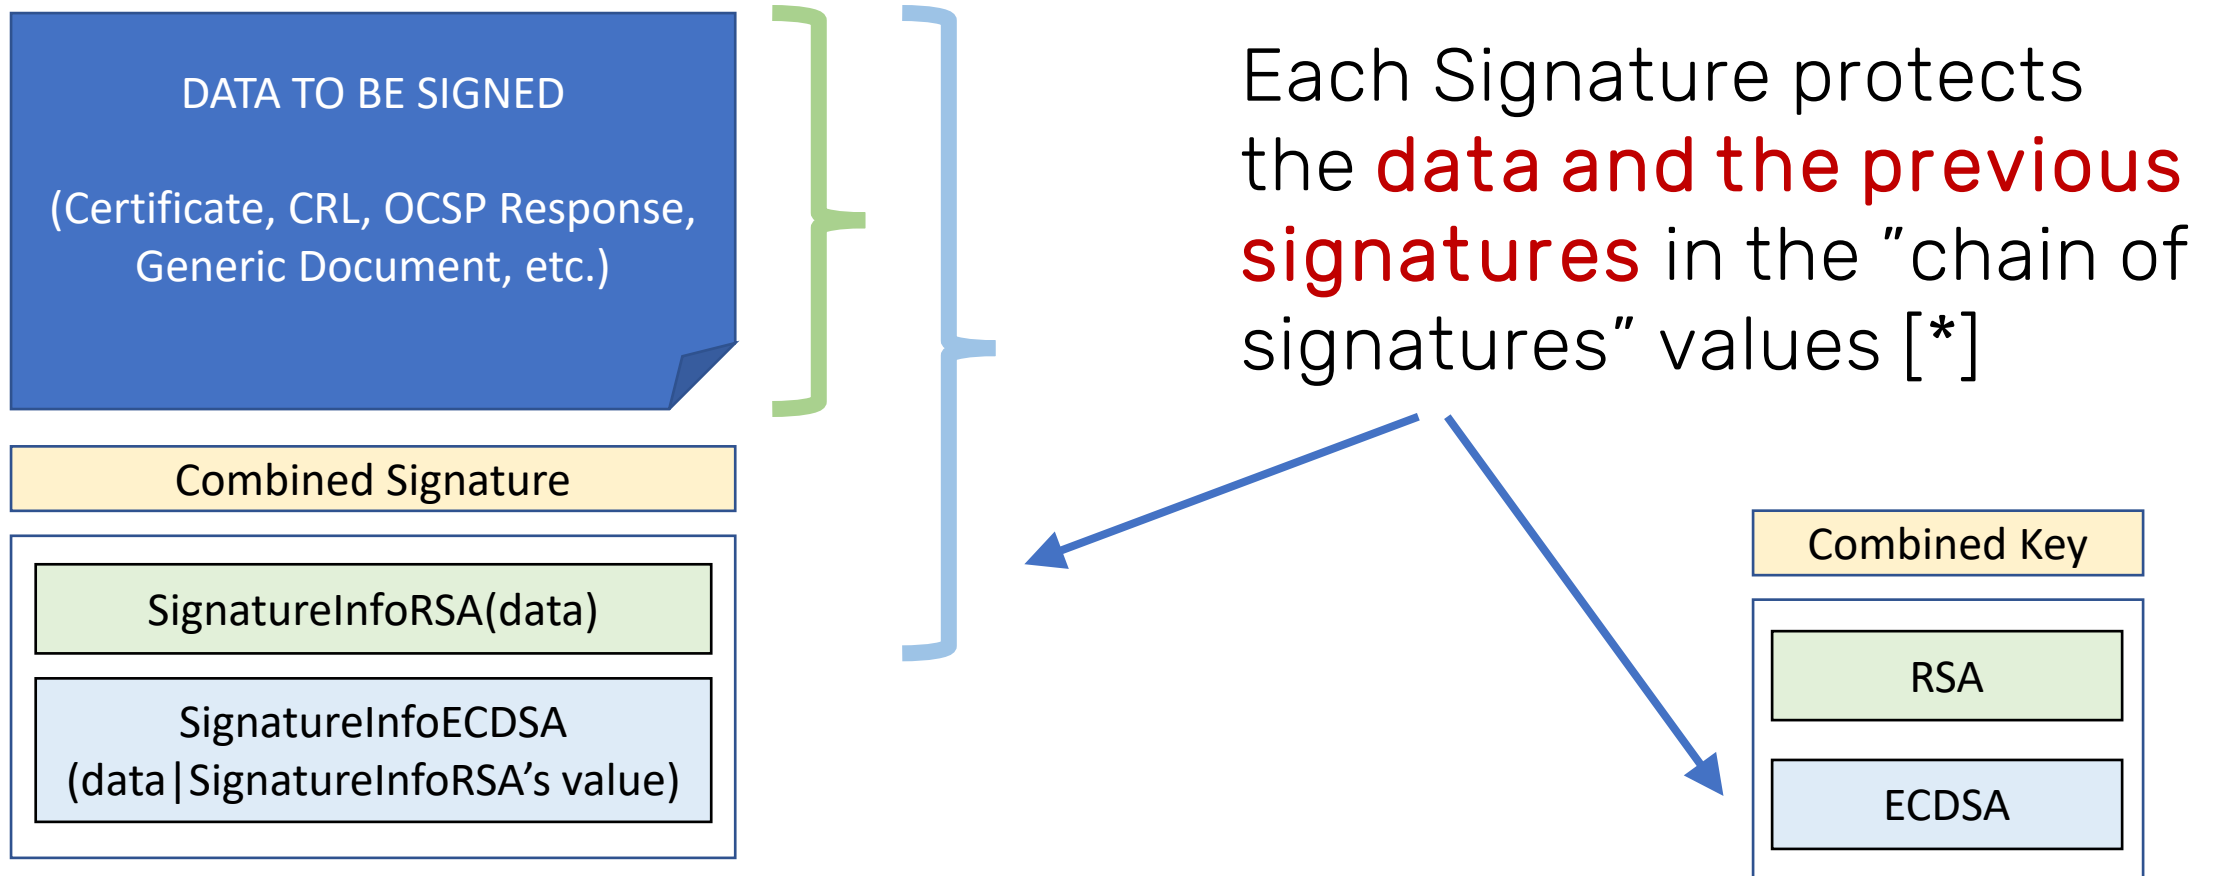 DATA TO BE SIGNED
(Certificate, CRL, OCSP Response,
Generic Document, etc.)
Combined Signature
SignatureInfoRSA(data)
SignatureInfoECDSA
(data|SignatureInfoRSA’s value)
Each Signature protects
the data and the previous
signatures in the ”chain of
signatures” values [*]
Combined Key
RSA
ECDSA